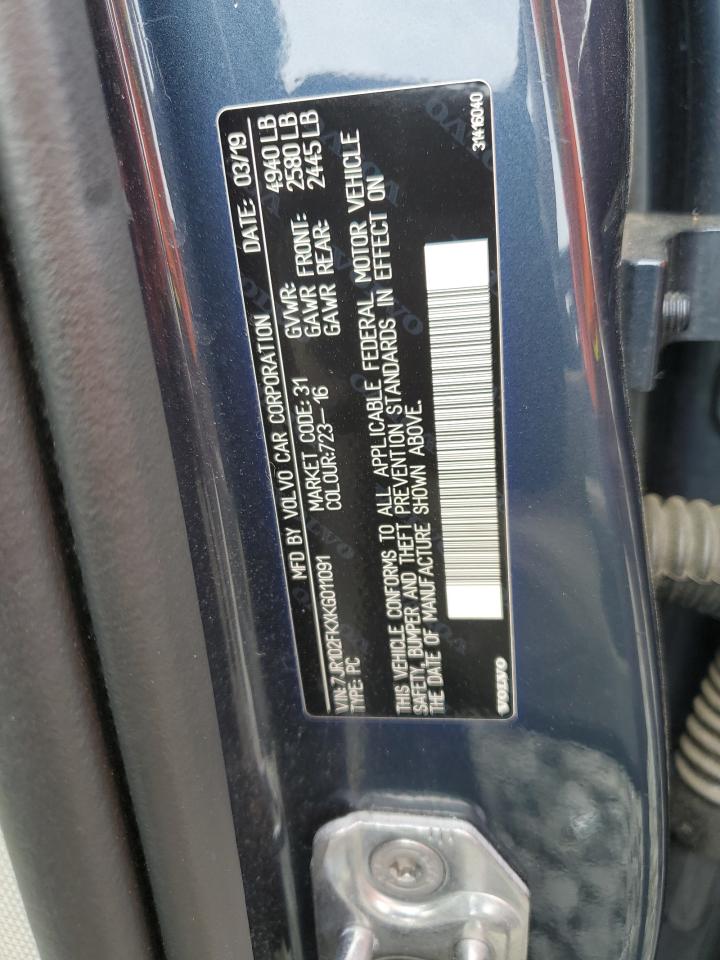 MFD BY VOLVO CAR CORPORATION DATE: 03/19
VIN: 7JR102FKXKG011091 MARKET CODE: 31 GVWR: 4940 LB
TYPE: PC COLOUR:723-16 GAWR FRONT: 2580 LB
GAWR REAR: 2445 LB
THIS VEHICLE CONFORMS TO ALL APPLICABLE FEDERAL MOTOR VEHICLE
SAFETY, BUMPER AND THEFT PREVENTION STANDARDS IN EFFECT ON
THE DATE OF MANUFACTURE SHOWN ABOVE.
VOLVO 31416040